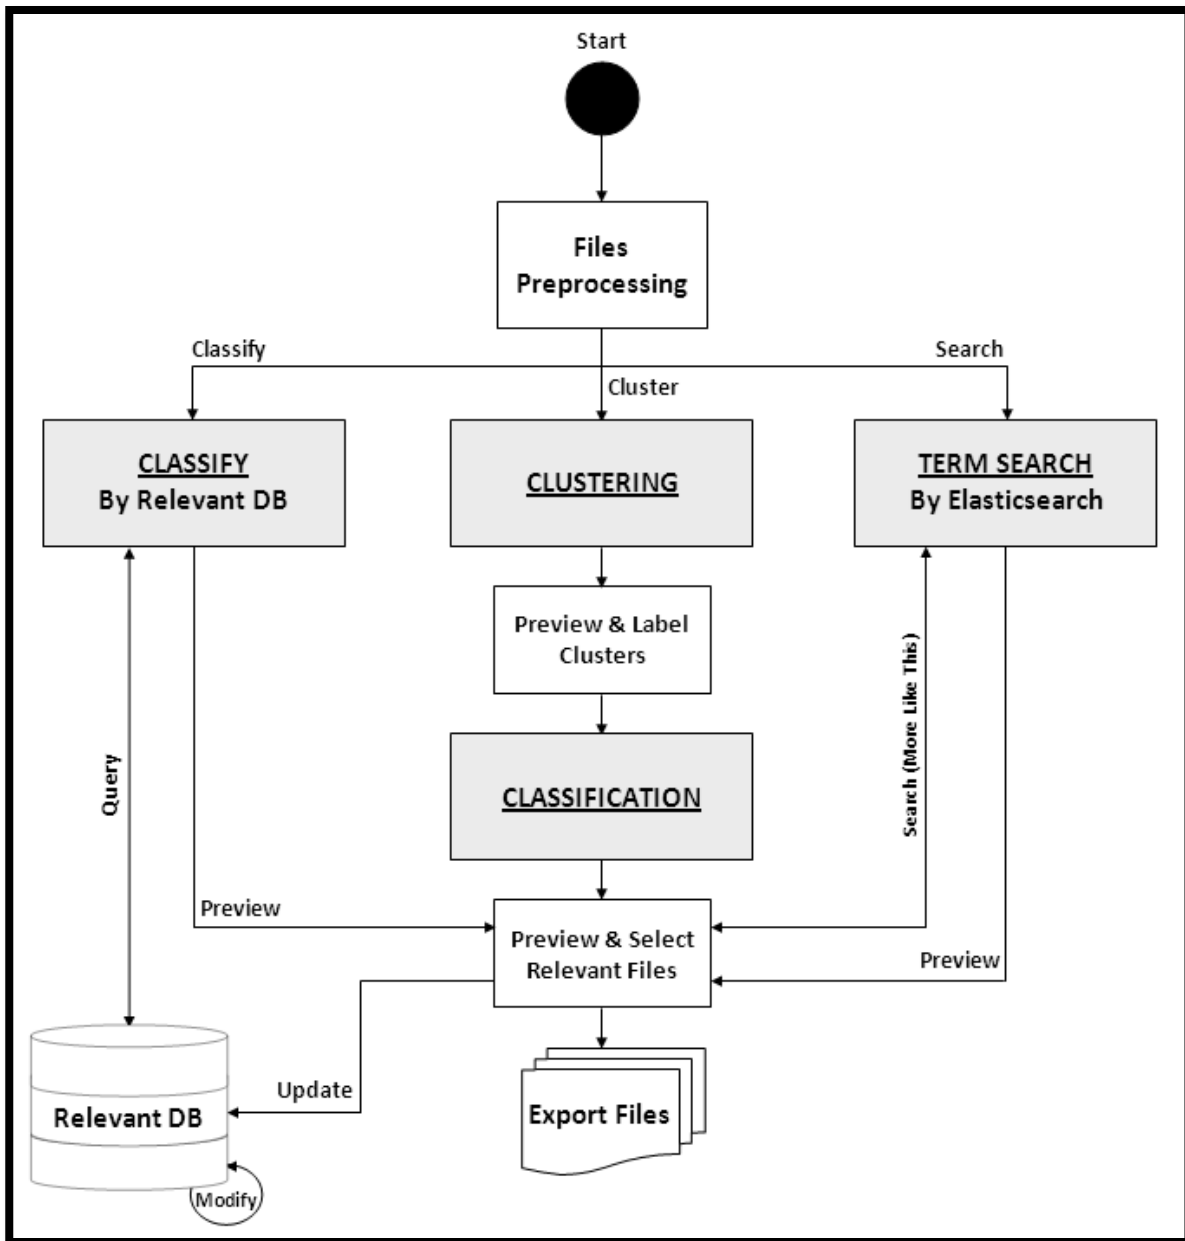 Start
Files
Preprocessing
Classify
Search
Cluster
CLASSIFY
By Relevant DB
CLUSTERING
TERM SEARCH
By Elasticsearch
Preview & Label
Clusters
Search (More Like This)
Query
CLASSIFICATION
Preview
Preview & Select
Relevant Files
Preview
Update
Relevant DB
Export Files
Modify